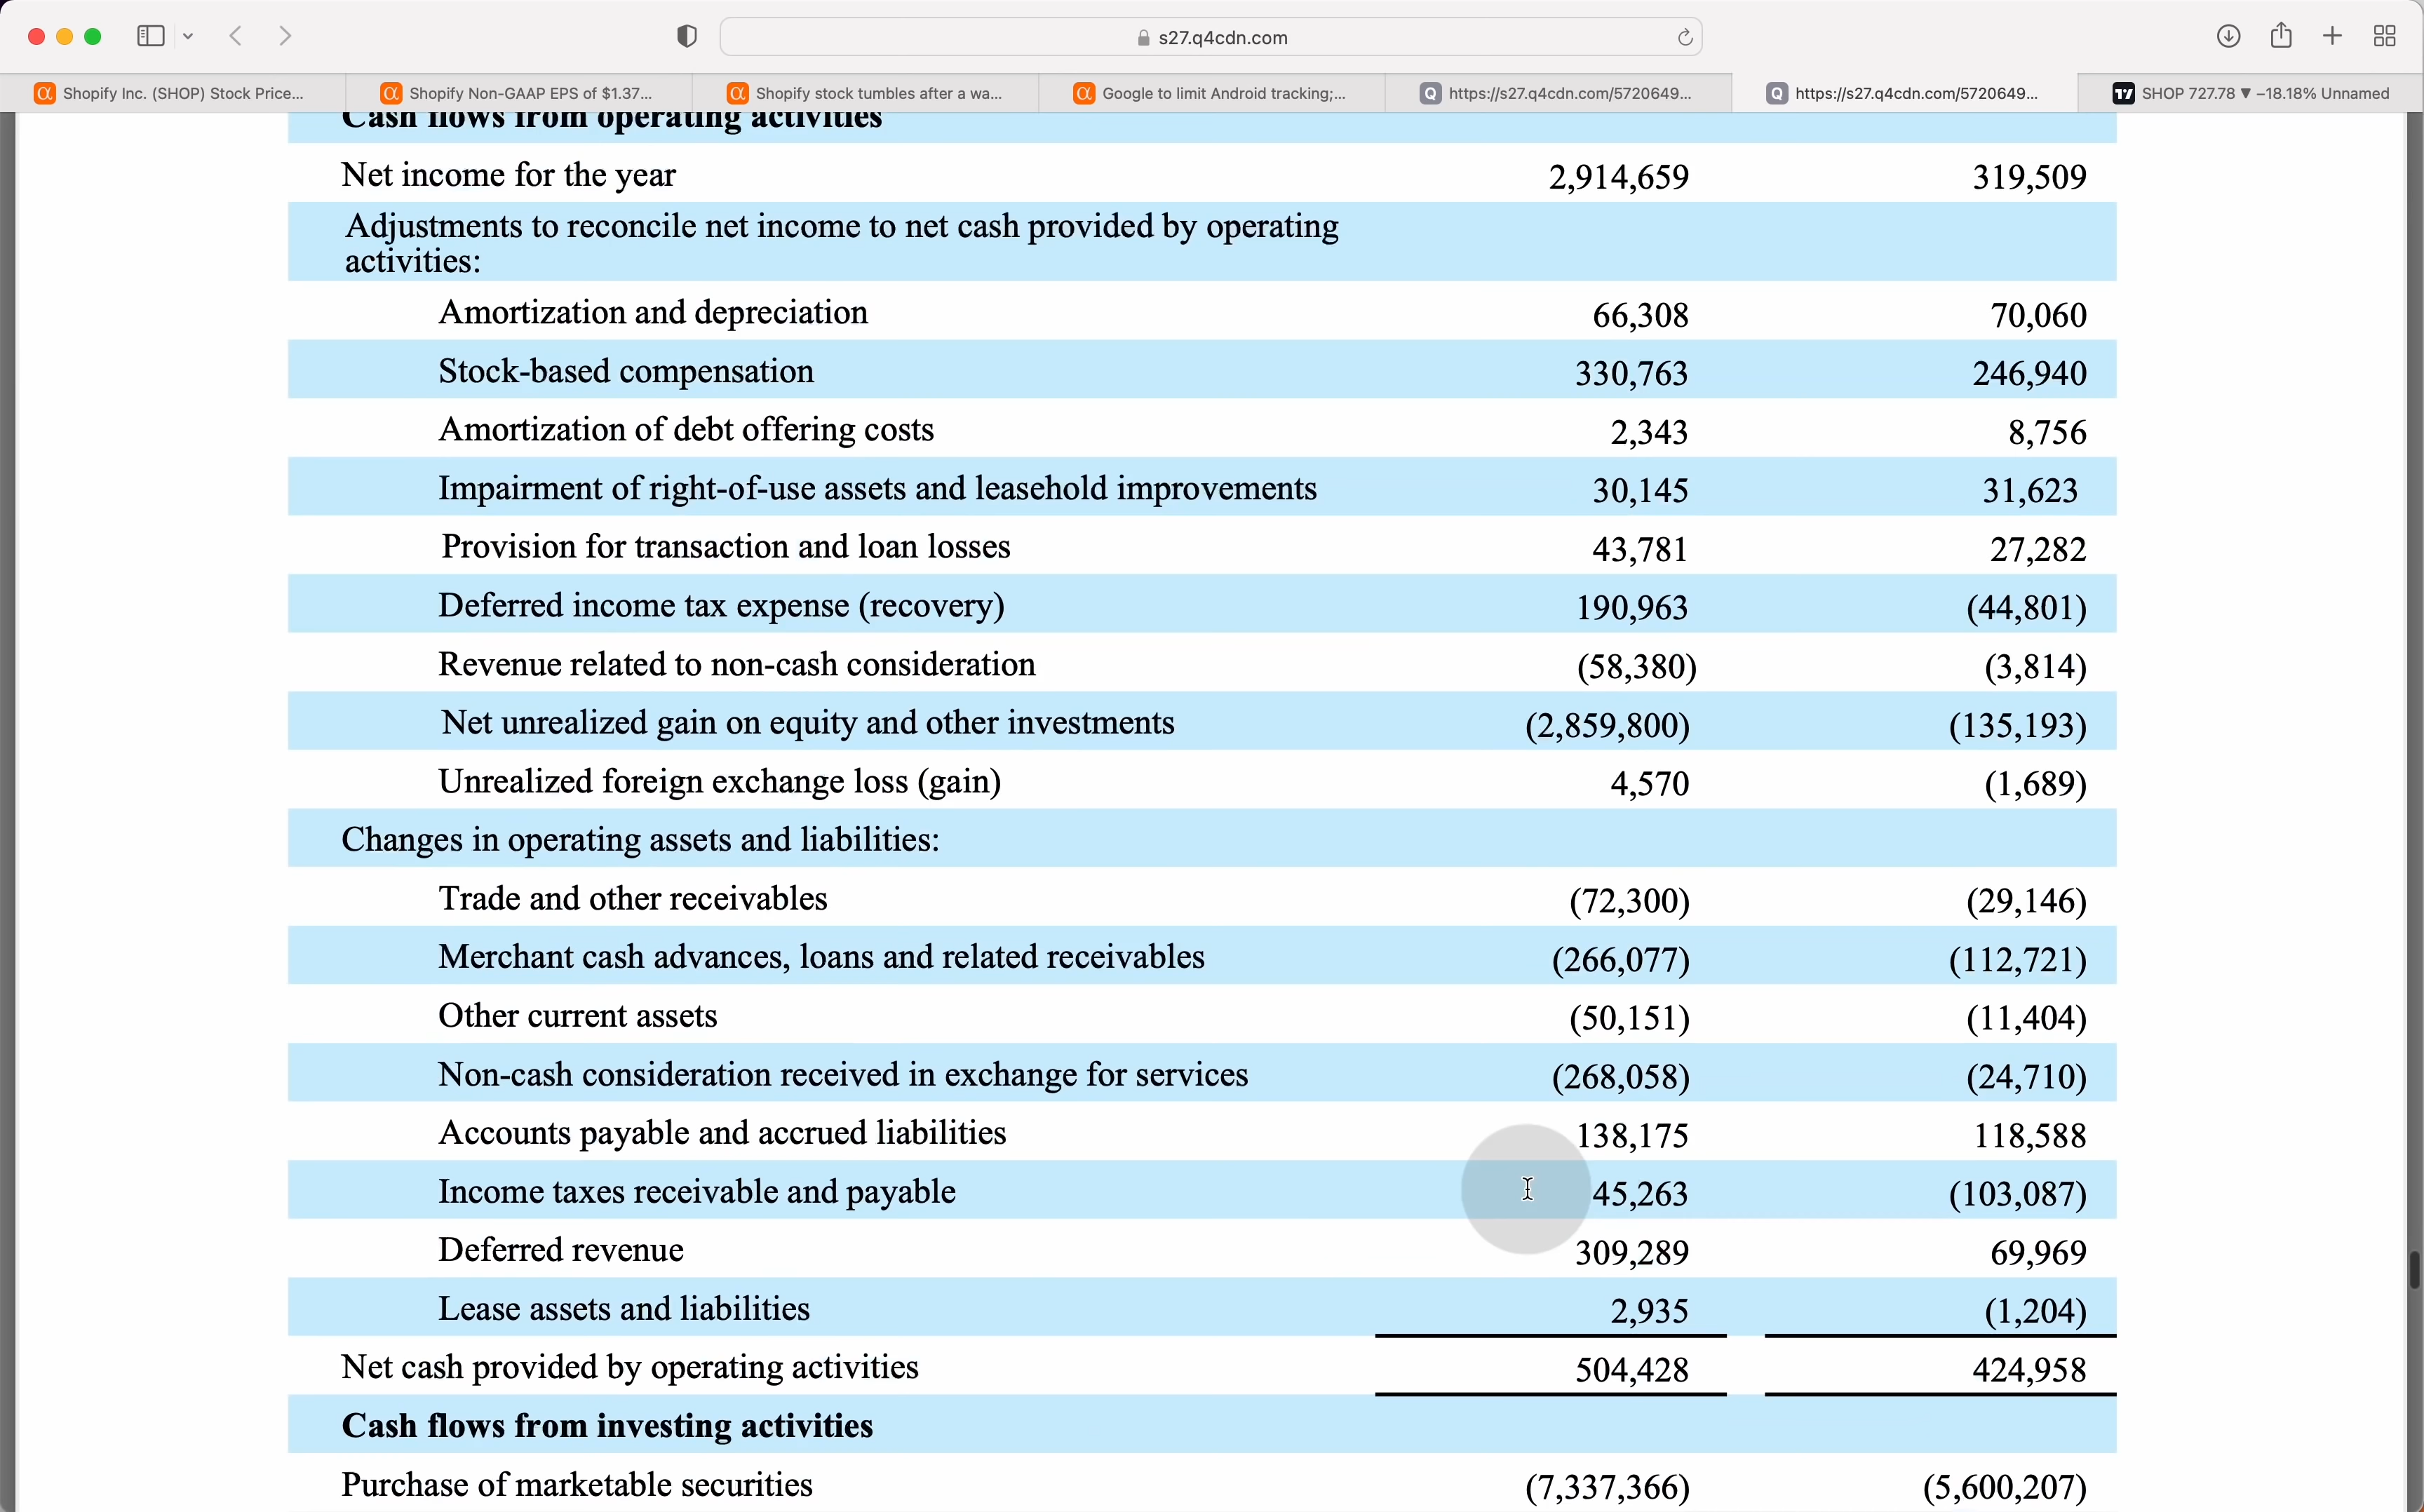 s27.q4cdn.com
Shopify Inc. (SHOP) Stock Price...
Shopify Non-GAAP EPS of $1.37...
Shopify stock tumbles after a wa...
Google to limit Android tracking;...
Q https://s27.q4cdn.com/5720649...
Q https://s27.q4cdn.com/5720649...
SHOP 727.78 ▼ −18.18% Unnamed
Cash flows from operating activities
Net income for the year 2,914,659 319,509
Adjustments to reconcile net income to net cash provided by operating
activities:
Amortization and depreciation 66,308 70,060
Stock-based compensation 330,763 246,940
Amortization of debt offering costs 2,343 8,756
Impairment of right-of-use assets and leasehold improvements 30,145 31,623
Provision for transaction and loan losses 43,781 27,282
Deferred income tax expense (recovery) 190,963 (44,801)
Revenue related to non-cash consideration (58,380) (3,814)
Net unrealized gain on equity and other investments (2,859,800) (135,193)
Unrealized foreign exchange loss (gain) 4,570 (1,689)
Changes in operating assets and liabilities:
Trade and other receivables (72,300) (29,146)
Merchant cash advances, loans and related receivables (266,077) (112,721)
Other current assets (50,151) (11,404)
Non-cash consideration received in exchange for services (268,058) (24,710)
Accounts payable and accrued liabilities 138,175 118,588
Income taxes receivable and payable 45,263 (103,087)
Deferred revenue 309,289 69,969
Lease assets and liabilities 2,935 (1,204)
Net cash provided by operating activities 504,428 424,958
Cash flows from investing activities
Purchase of marketable securities (7,337,366) (5,600,207)